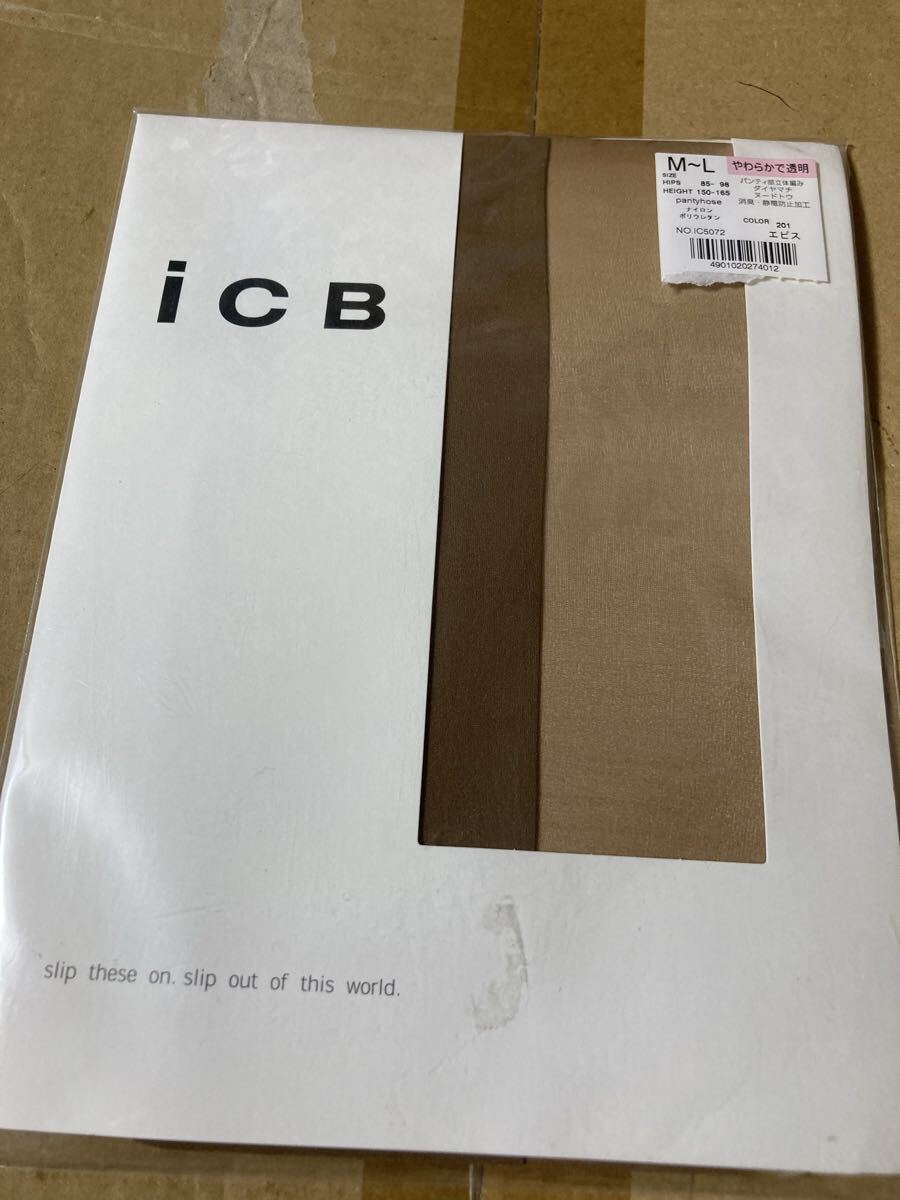 iCB
M~L
やわらかで透明
SIZE
HIPS 85-98
HEIGHT 150-165
pantyhose
ナイロン
ポリウレタン
パンティ部立体編み
ダイヤマチ
ヌードトウ
消臭・静電防止加工
COLOR 201
NO.IC5072
エピス
4901020274012
slip these on. slip out of this world.